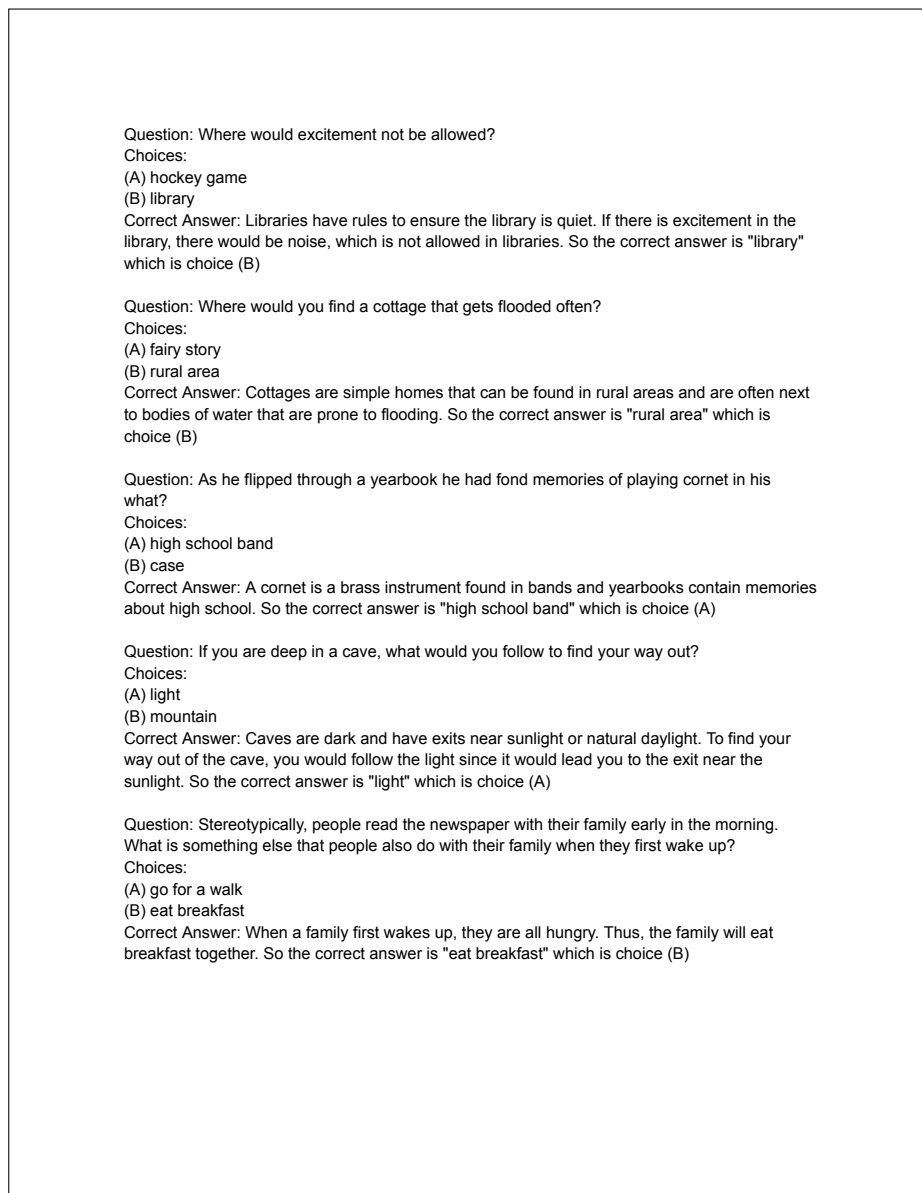 Question: Where would excitement not be allowed?
Choices:
(A) hockey game
(B) library
Correct Answer: Libraries have rules to ensure the library is quiet. If there is excitement in the
library, there would be noise, which is not allowed in libraries. So the correct answer is "library"
which is choice (B)
Question: Where would you find a cottage that gets flooded often?
Choices:
(A) fairy story
(B) rural area
Correct Answer: Cottages are simple homes that can be found in rural areas and are often next
to bodies of water that are prone to flooding. So the correct answer is "rural area" which is
choice (B)
Question: As he flipped through a yearbook he had fond memories of playing cornet in his
what?
Choices:
(A) high school band
(B) case
Correct Answer: A cornet is a brass instrument found in bands and yearbooks contain memories
about high school. So the correct answer is "high school band" which is choice (A)
Question: If you are deep in a cave, what would you follow to find your way out?
Choices:
(A) light
(B) mountain
Correct Answer: Caves are dark and have exits near sunlight or natural daylight. To find your
way out of the cave, you would follow the light since it would lead you to the exit near the
sunlight. So the correct answer is "light" which is choice (A)
Question: Stereotypically, people read the newspaper with their family early in the morning.
What is something else that people also do with their family when they first wake up?
Choices:
(A) go for a walk
(B) eat breakfast
Correct Answer: When a family first wakes up, they are all hungry. Thus, the family will eat
breakfast together. So the correct answer is "eat breakfast" which is choice (B)